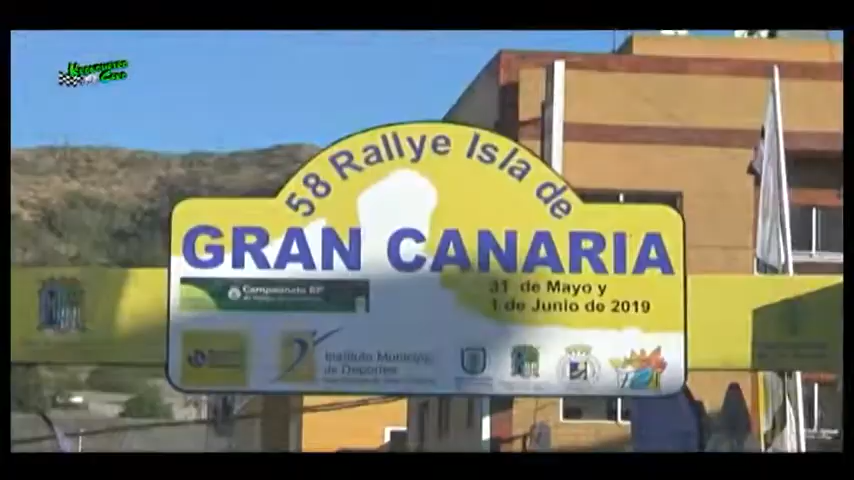 58 Rallye Isla de
GRAN CANARIA
31 de Mayo y
1 de Junio de 2019
Campeonato BP
Instituto Municipal
de Deportes